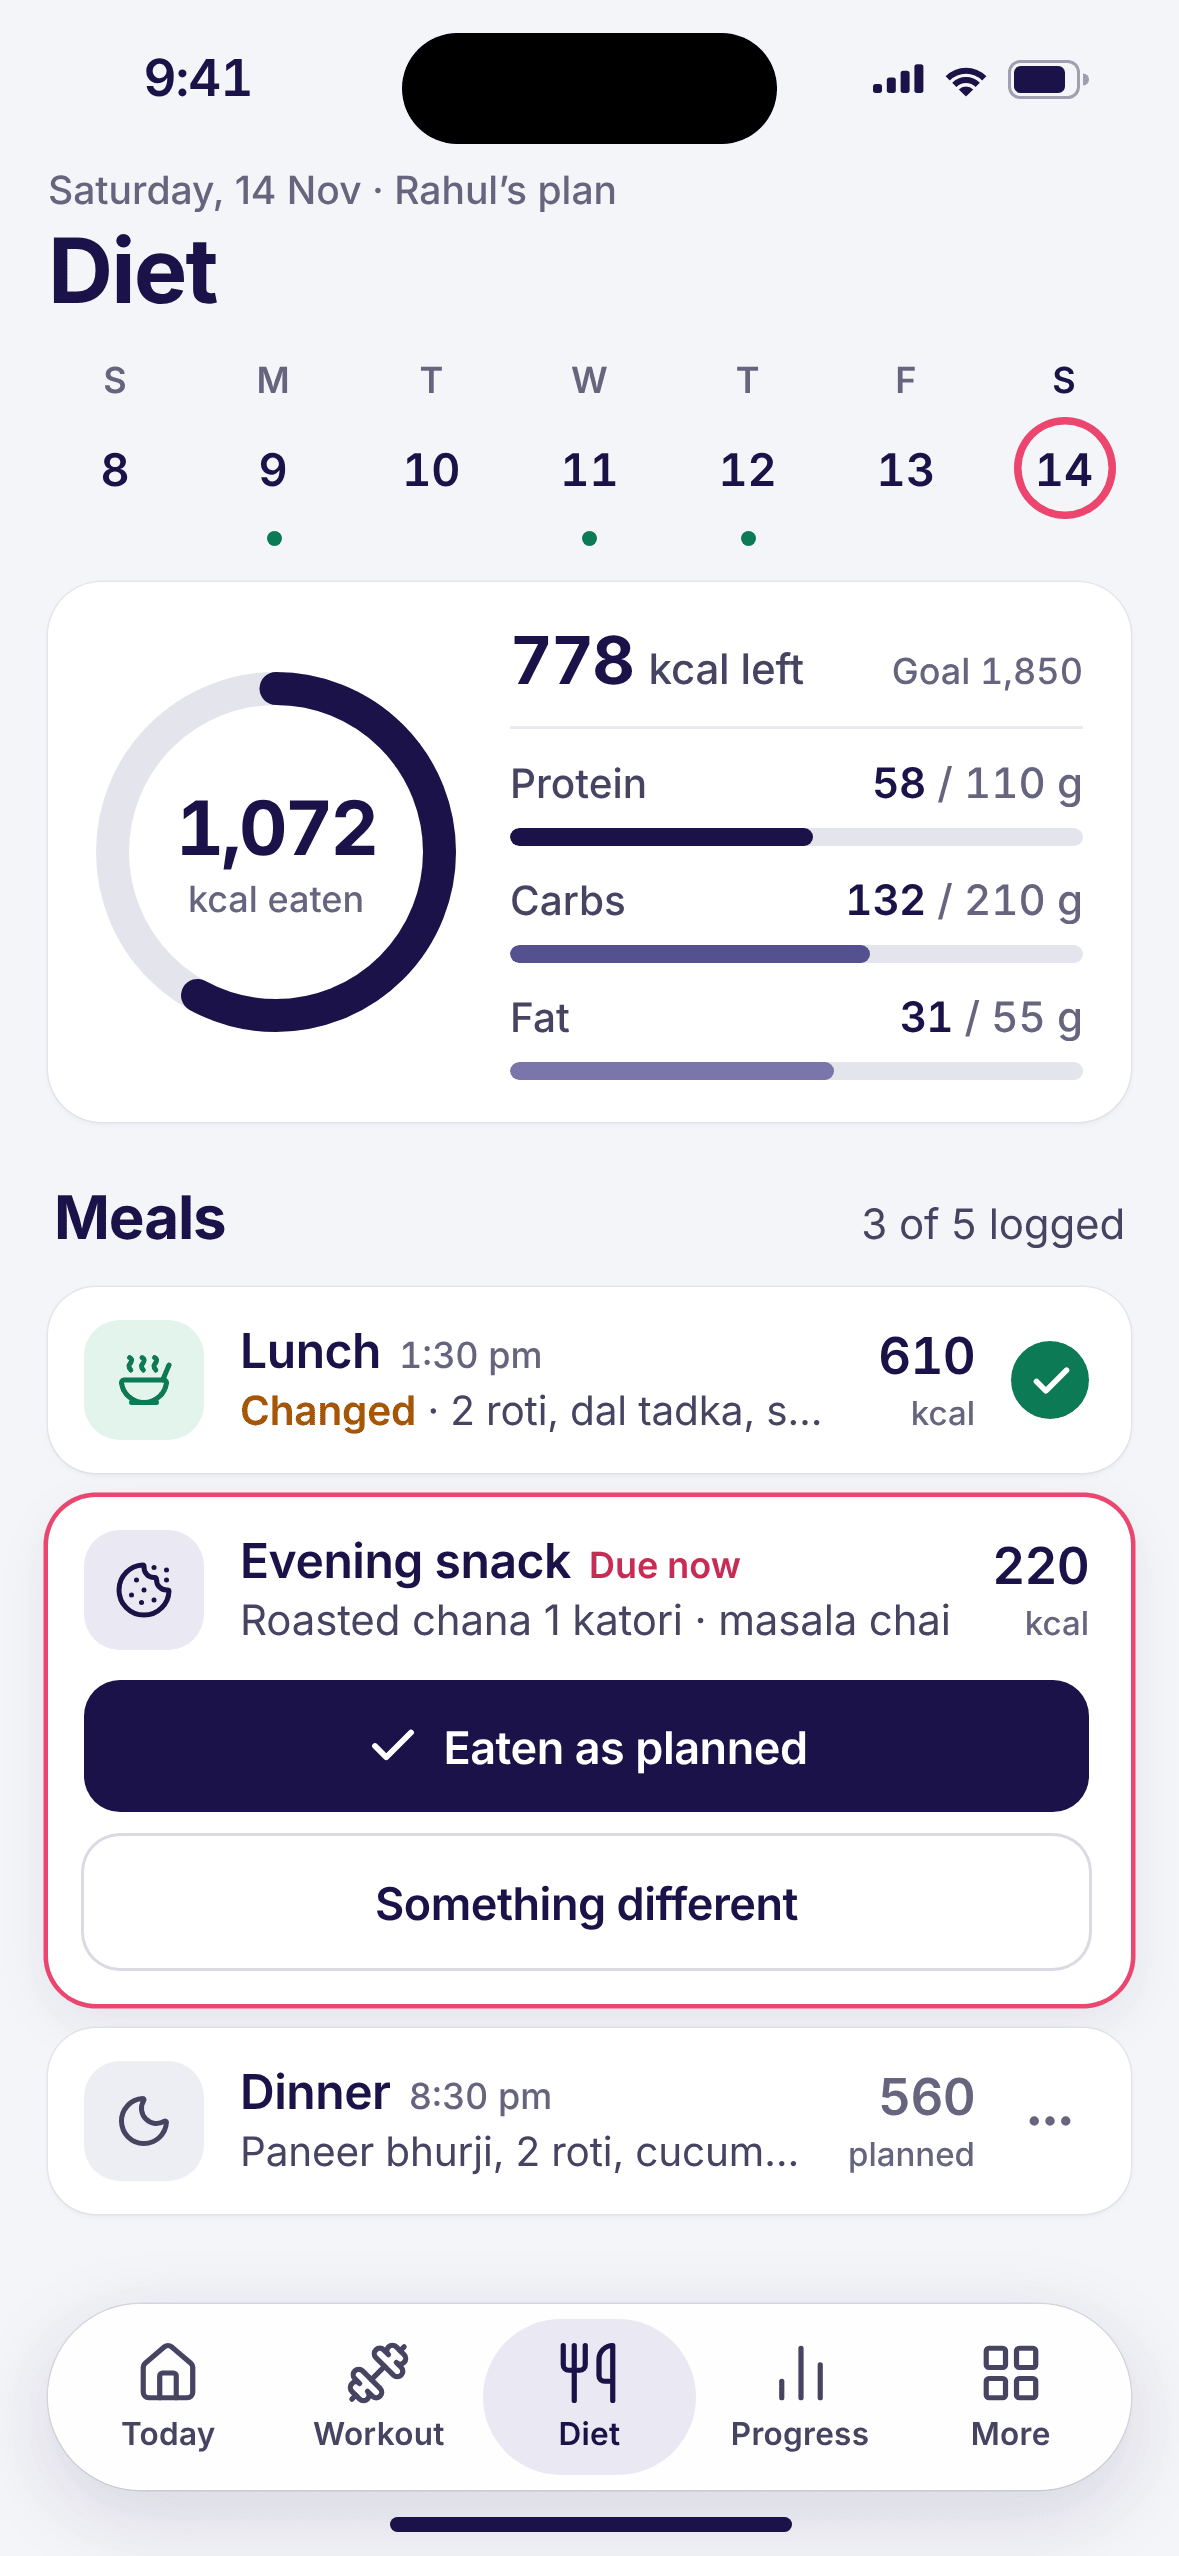 9:41
Saturday, 14 Nov · Rahul’s plan
Diet
S M T W T F S
8 9 10 11 12 13 14
778 kcal left Goal 1,850
1,072
kcal eaten
Protein 58 / 110 g
Carbs 132 / 210 g
Fat 31 / 55 g
Meals 3 of 5 logged
Lunch 1:30 pm 610
Changed · 2 roti, dal tadka, s... kcal
Evening snack Due now 220
Roasted chana 1 katori · masala chai kcal
Eaten as planned
Something different
Dinner 8:30 pm 560
Paneer bhurji, 2 roti, cucum... planned
Today Workout Diet Progress More